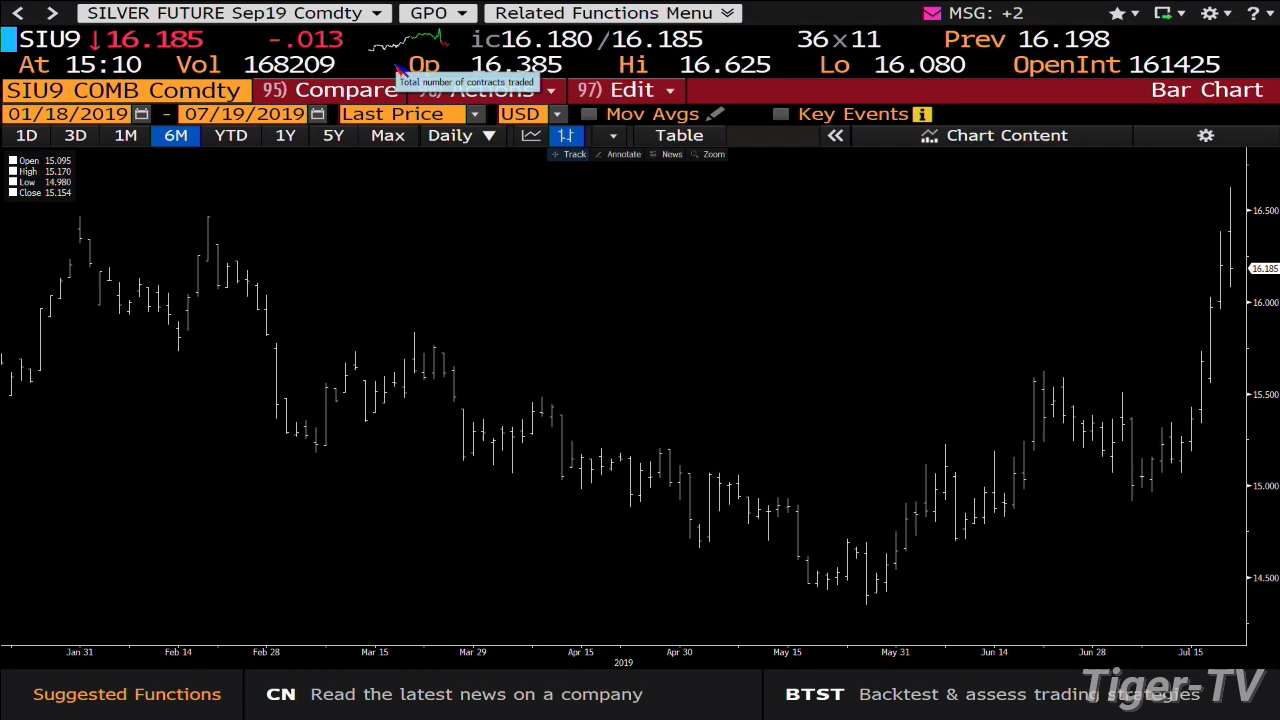 SILVER FUTURE Sep19 Comdty GPO Related Functions Menu MSG: +2
SIU9 ↓16.185 -.013 ic16.180/16.185 36x11 Prev 16.198
At 15:10 Vol 168209 Op 16.385 Hi 16.625 Lo 16.080 OpenInt 161425
Total number of contracts traded
SIU9 COMB Comdty 95) Compare Actions 97) Edit Bar Chart
01/18/2019 - 07/19/2019 Last Price USD Mov Avgs Key Events
1D 3D 1M 6M YTD 1Y 5Y Max Daily ▼ Table « Chart Content
Track Annotate News Zoom
Open 15.095
High 15.170
Low 14.980
Close 15.154
16.500
16.185
16.000
15.500
15.000
14.500
Jan 31 Feb 14 Feb 28 Mar 15 Mar 29 Apr 15 Apr 30 May 15 May 31 Jun 14 Jun 28 Jul 15
2019
Suggested Functions CN Read the latest news on a company BTST Backtest & assess trading strategies
Tiger-TV